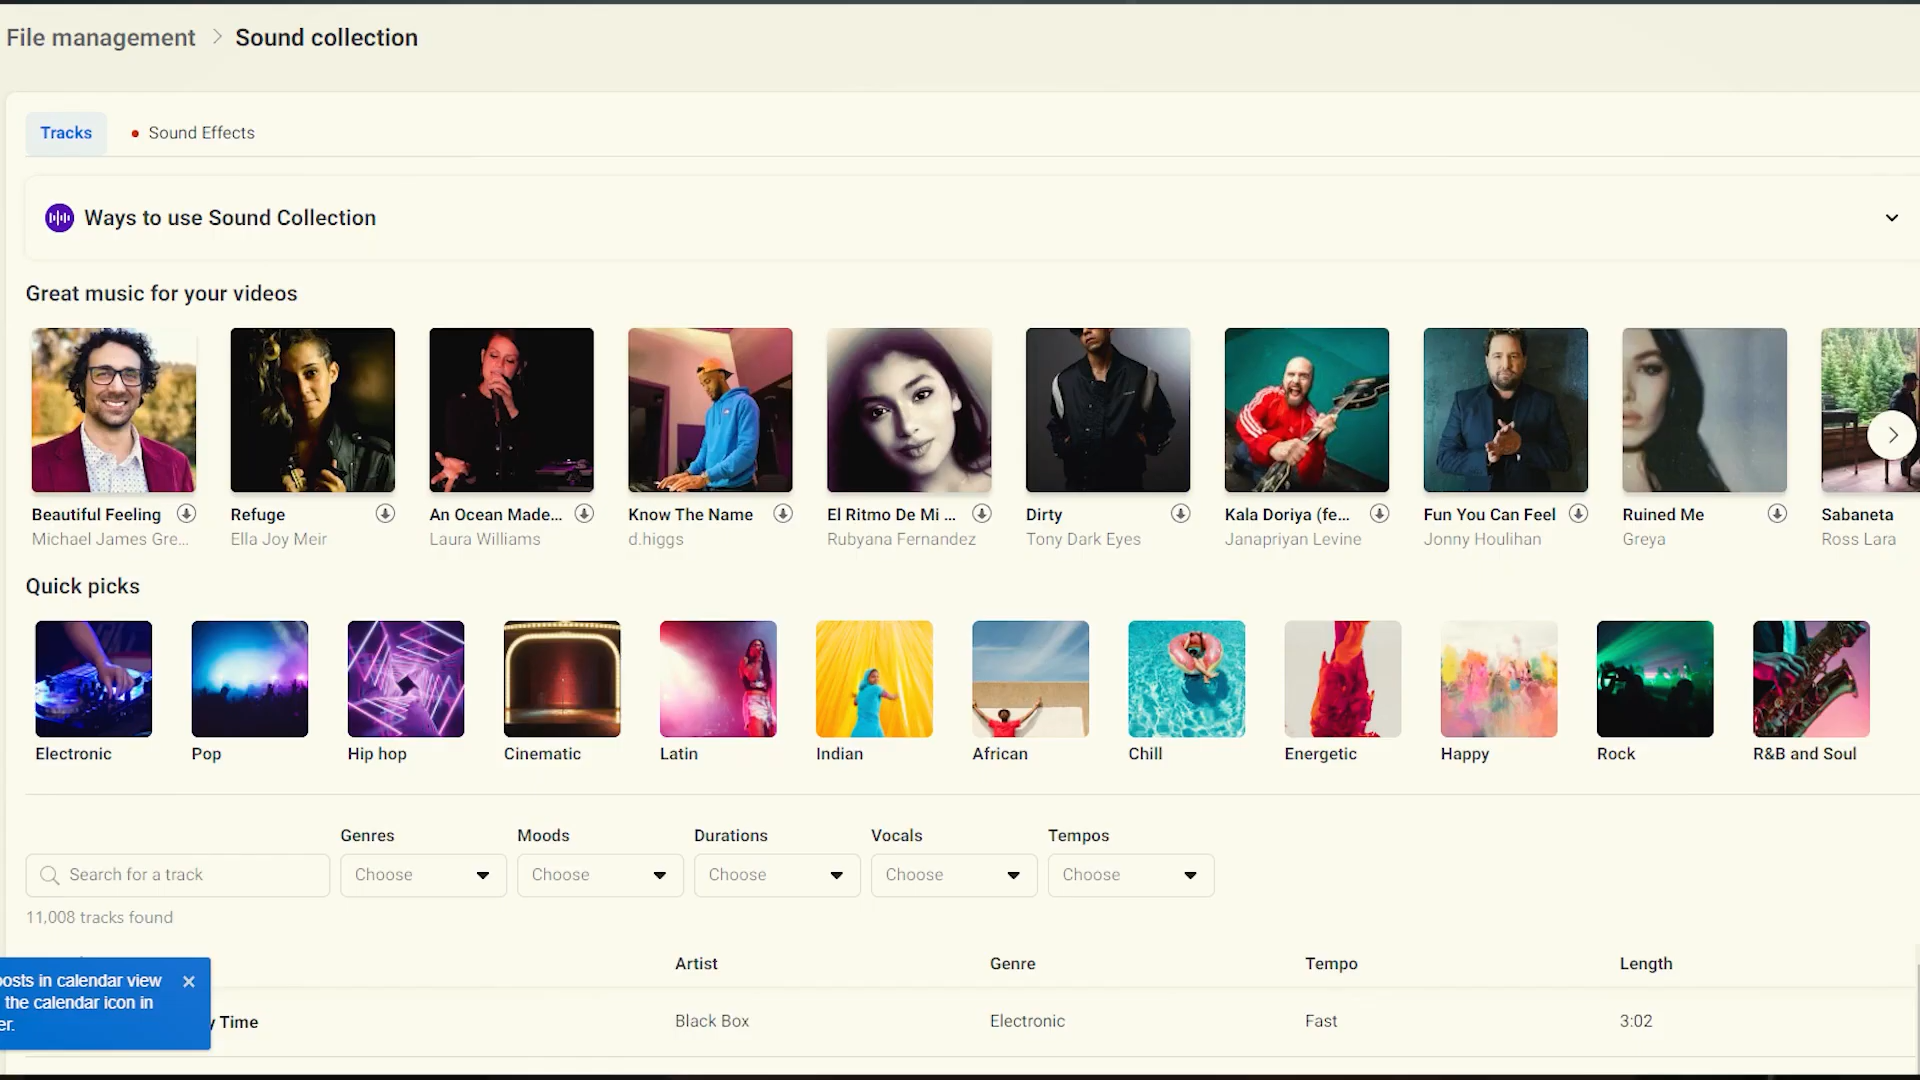 File management > Sound collection
Tracks
Sound Effects
Ways to use Sound Collection
Great music for your videos
Beautiful Feeling
Michael James Gre...
Refuge
Ella Joy Meir
An Ocean Made...
Laura Williams
Know The Name
d.higgs
El Ritmo De Mi ...
Rubyana Fernandez
Dirty
Tony Dark Eyes
Kala Doriya (fe...
Janapriyan Levine
Fun You Can Feel
Jonny Houlihan
Ruined Me
Greya
Sabaneta
Ross Lara
Quick picks
Electronic
Pop
Hip hop
Cinematic
Latin
Indian
African
Chill
Energetic
Happy
Rock
R&B and Soul
Genres
Moods
Durations
Vocals
Tempos
Search for a track
Choose
Choose
Choose
Choose
Choose
11,008 tracks found
Artist
Genre
Tempo
Length
posts in calendar view
the calendar icon in
er.
y Time
Black Box
Electronic
Fast
3:02